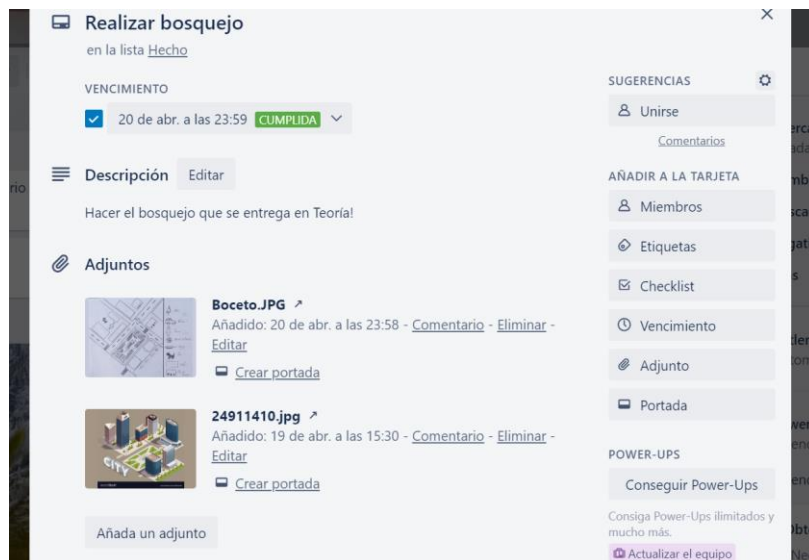 Realizar bosquejo
en la lista Hecho
VENCIMIENTO
20 de abr. a las 23:59 CUMPLIDA
Descripción Editar
Hacer el bosquejo que se entrega en Teoría!
Adjuntos
Boceto.JPG ↗
Añadido: 20 de abr. a las 23:58 - Comentario - Eliminar -
Editar
Crear portada
24911410.jpg ↗
Añadido: 19 de abr. a las 15:30 - Comentario - Eliminar -
Editar
Crear portada
CITY
Añada un adjunto
SUGERENCIAS
Unirse
Comentarios
AÑADIR A LA TARJETA
Miembros
Etiquetas
Checklist
Vencimiento
Adjunto
Portada
POWER-UPS
Conseguir Power-Ups
Consiga Power-Ups ilimitados y
mucho más.
Actualizar el equipo